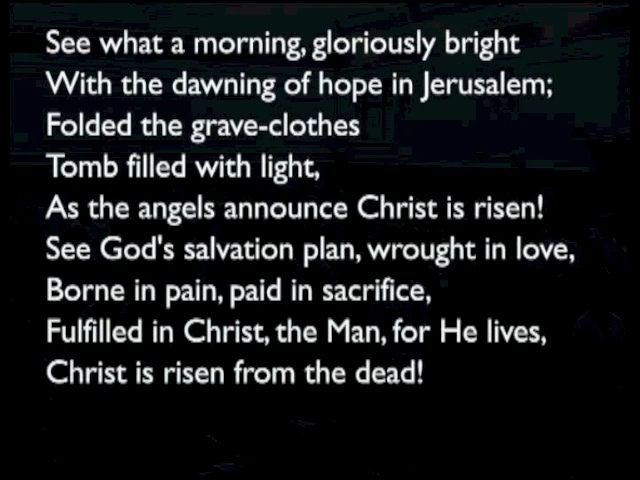 See what a morning, gloriously bright
With the dawning of hope in Jerusalem;
Folded the grave-clothes
Tomb filled with light,
As the angels announce Christ is risen!
See God's salvation plan, wrought in love,
Borne in pain, paid in sacrifice,
Fulfilled in Christ, the Man, for He lives,
Christ is risen from the dead!